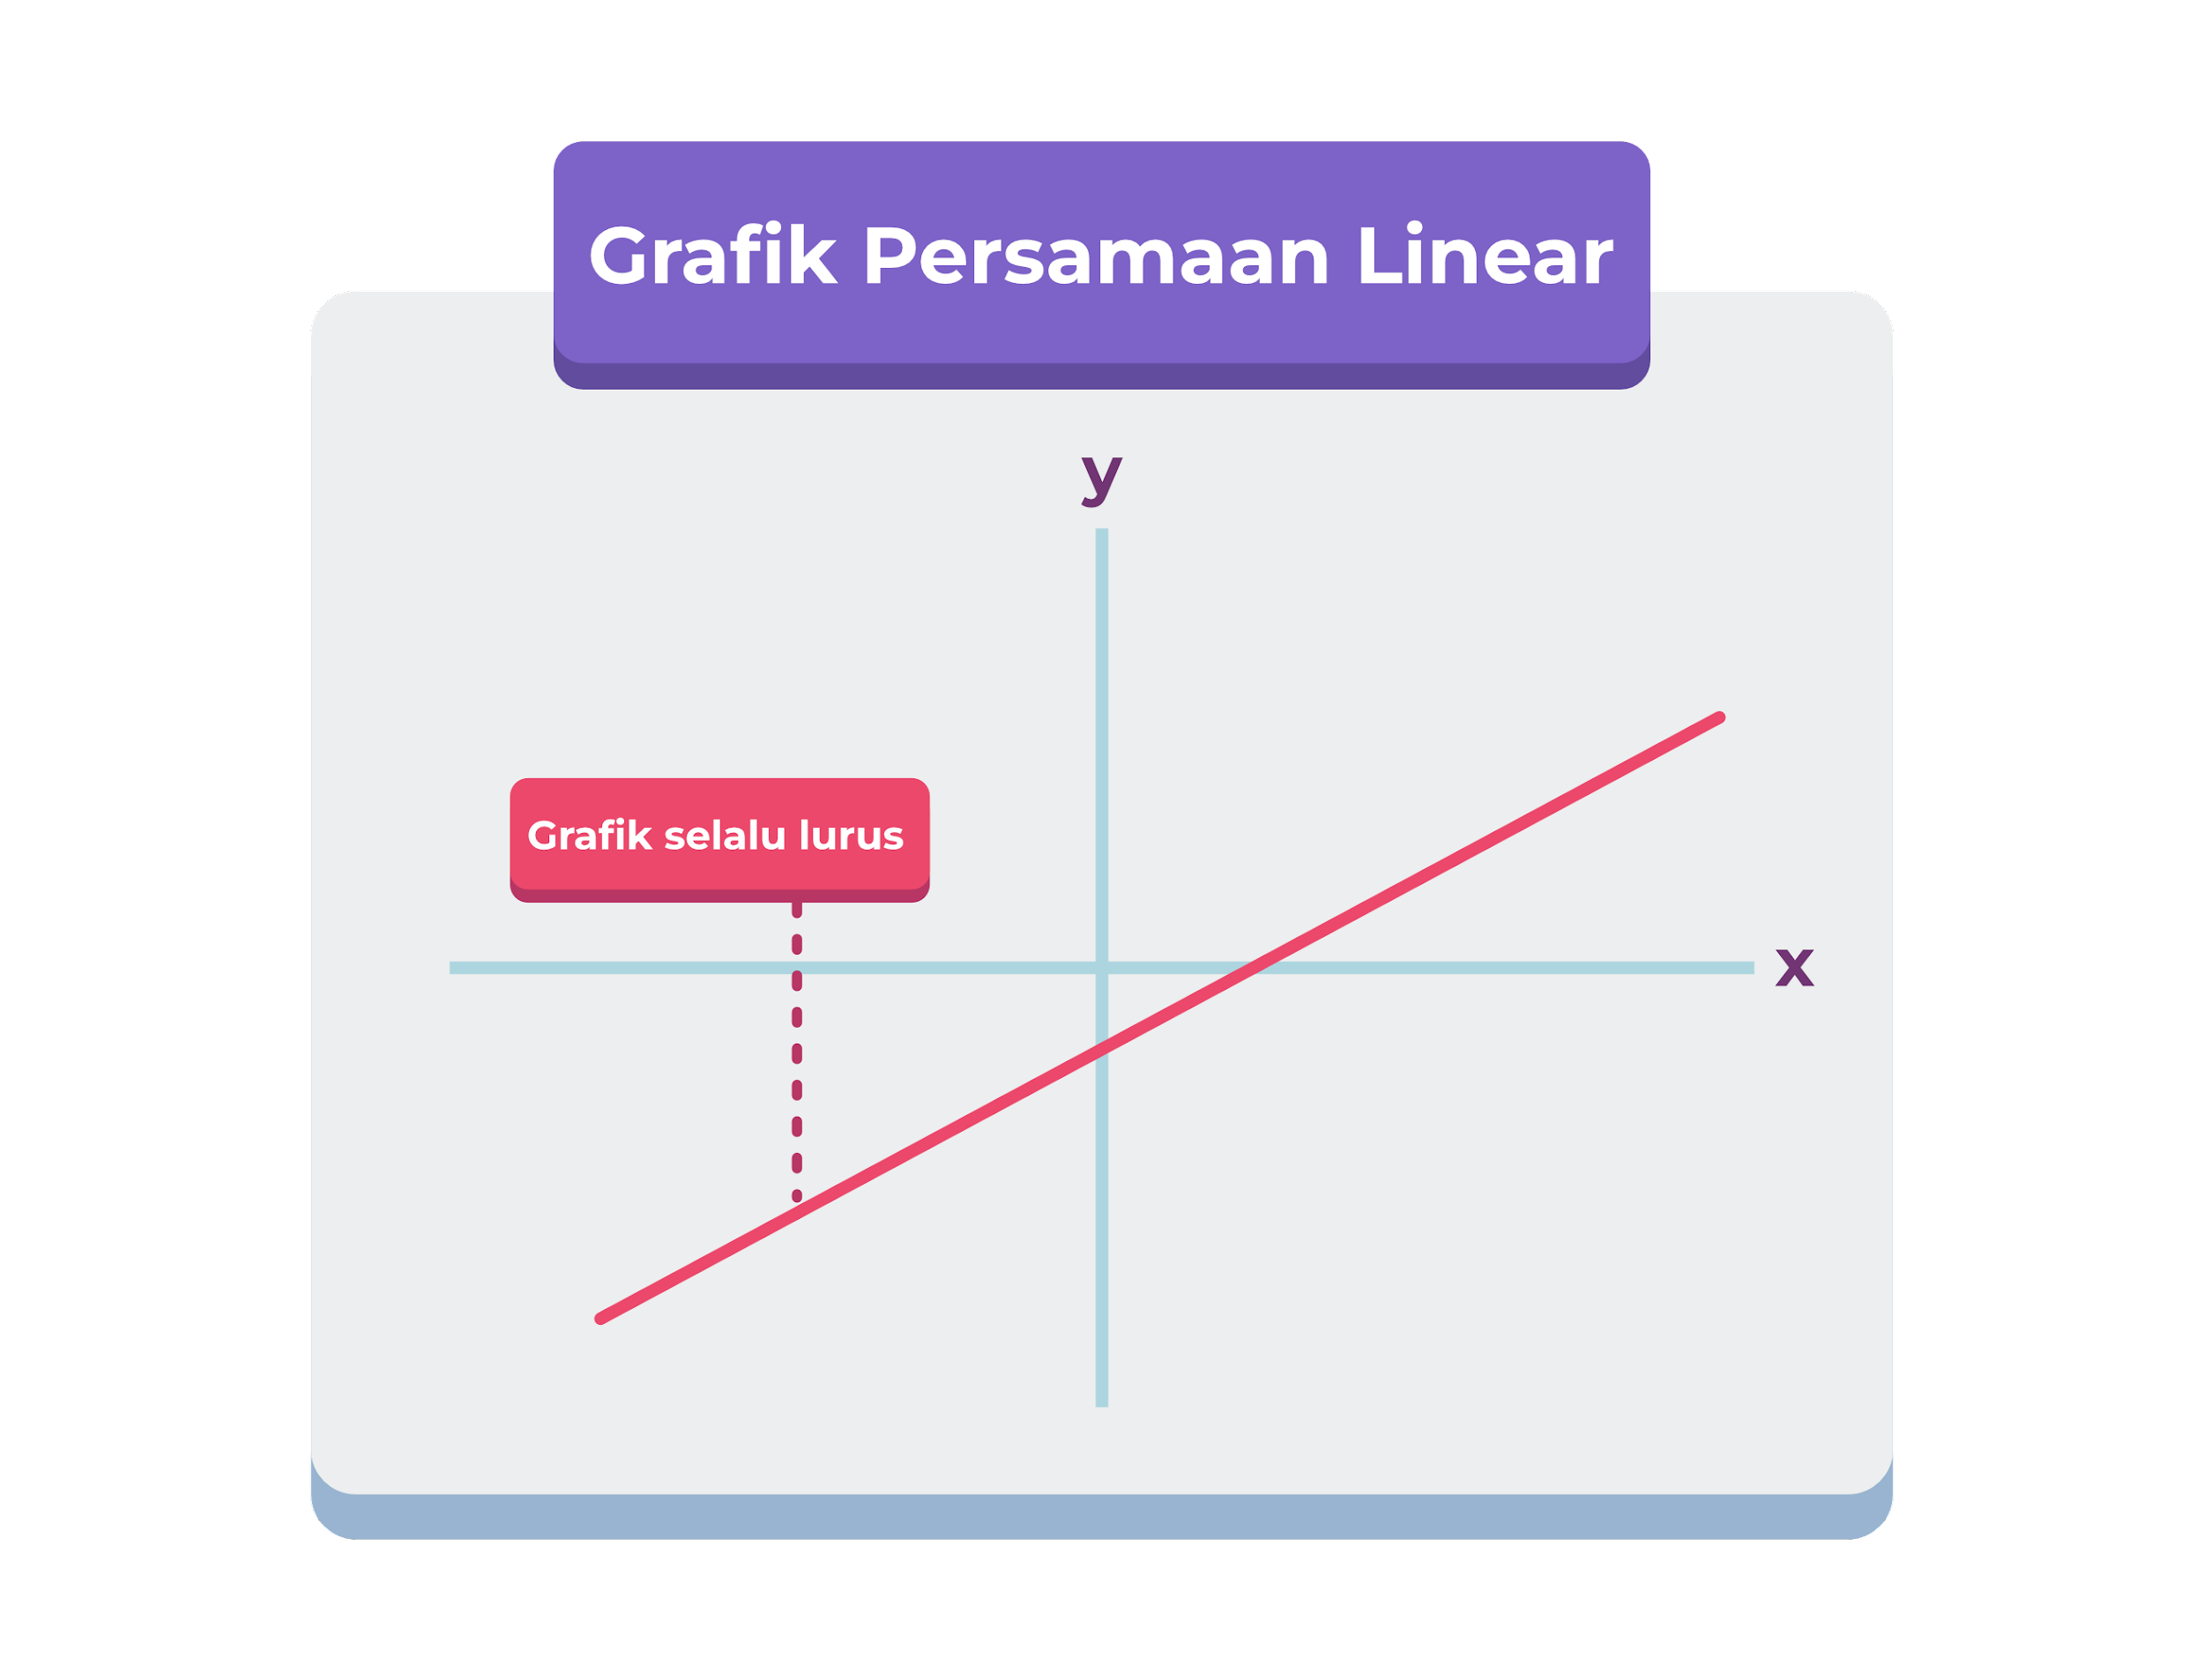 Grafik Persamaan Linear
y
Grafik selalu lurus
x